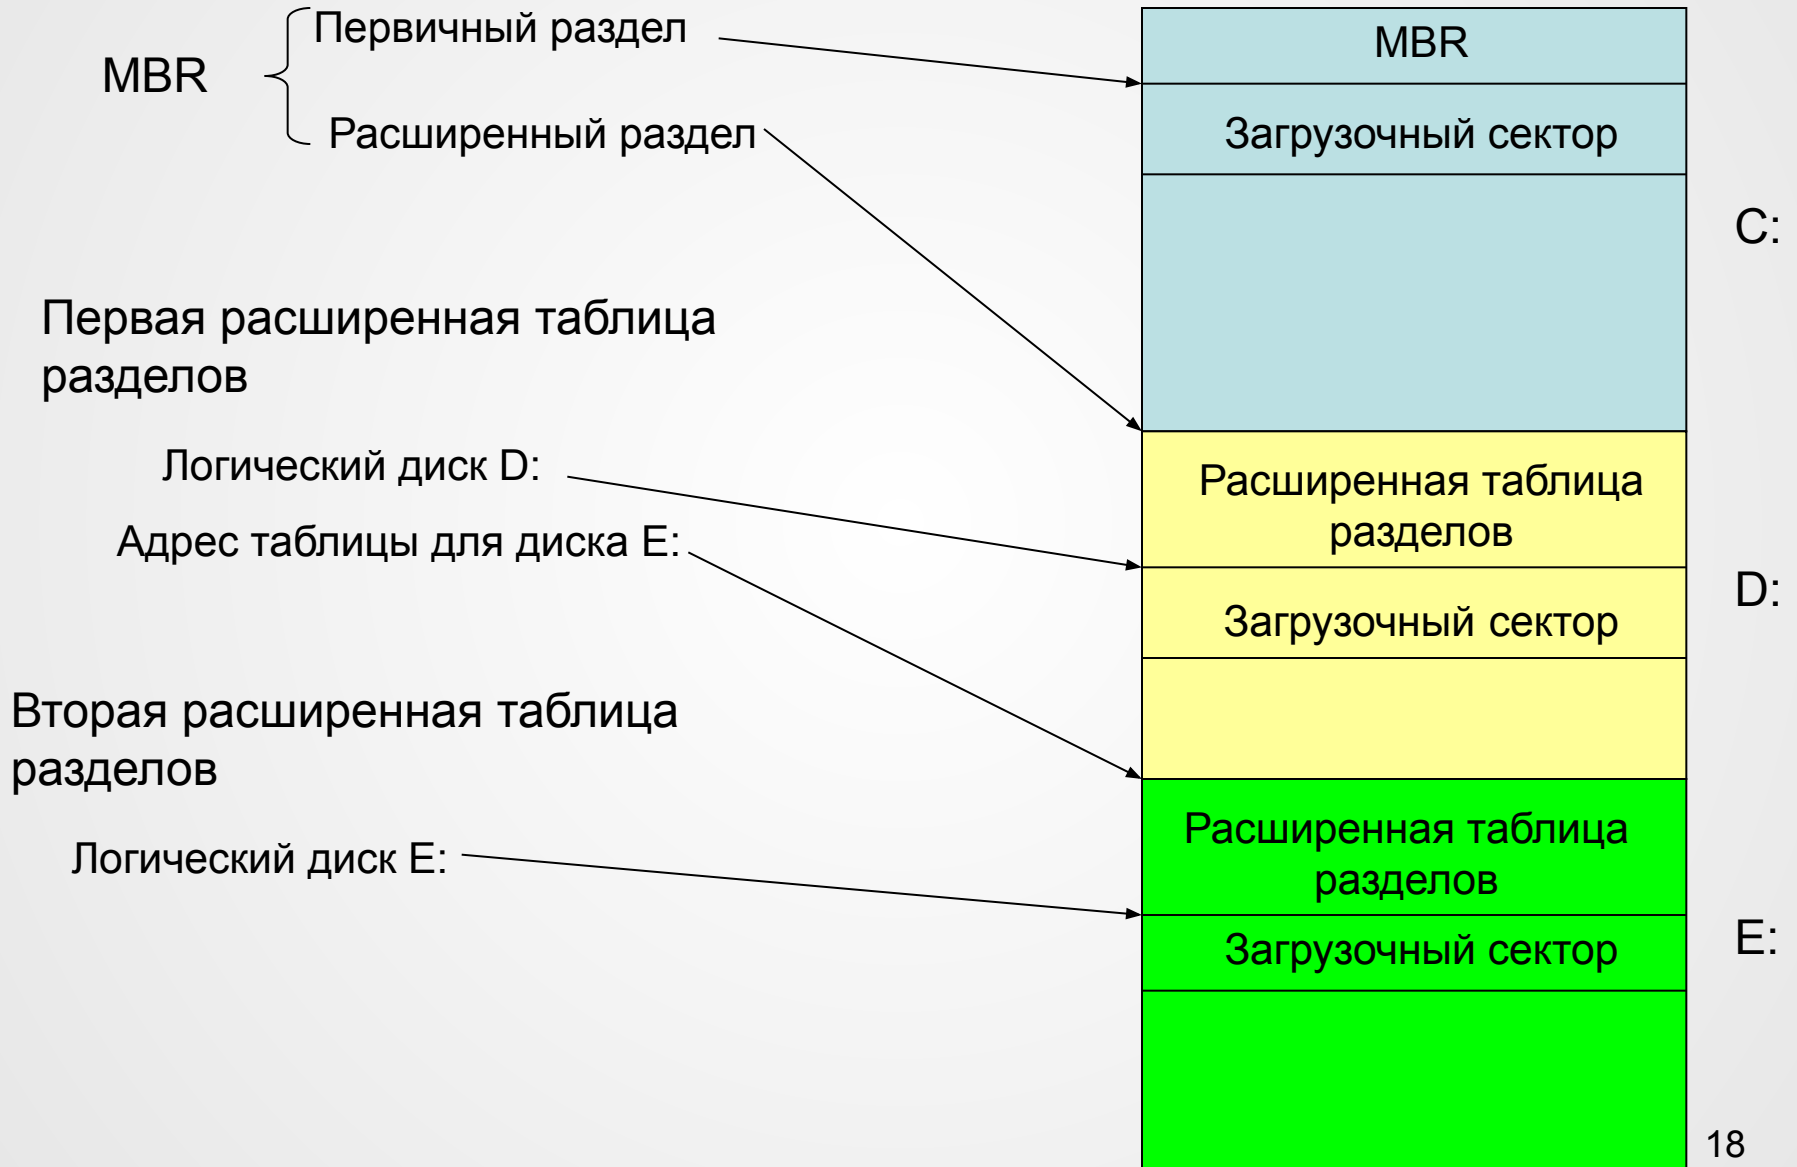 MBR
Первичный раздел
Расширенный раздел
Первая расширенная таблица
разделов
Логический диск D:
Адрес таблицы для диска E:
Вторая расширенная таблица
разделов
Логический диск E:
MBR
Загрузочный сектор
C:
Расширенная таблица
разделов
Загрузочный сектор
D:
Расширенная таблица
разделов
Загрузочный сектор
E:
18